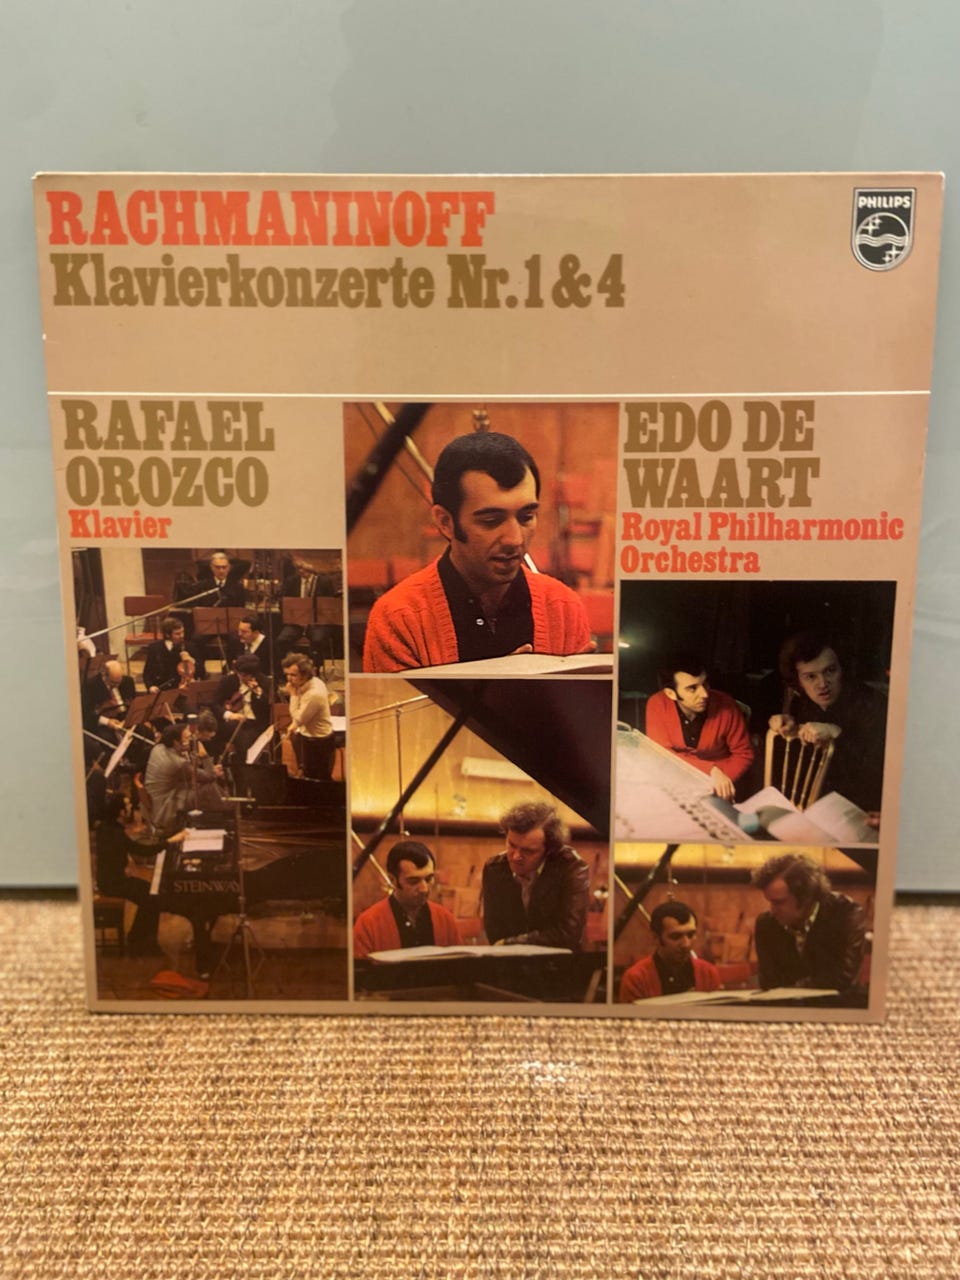 RACHMANINOFF
Klavierkonzerte Nr.1 & 4
PHILIPS
RAFAEL
OROZCO
Klavier
EDO DE
WAART
Royal Philharmonic
Orchestra
STEINWAY